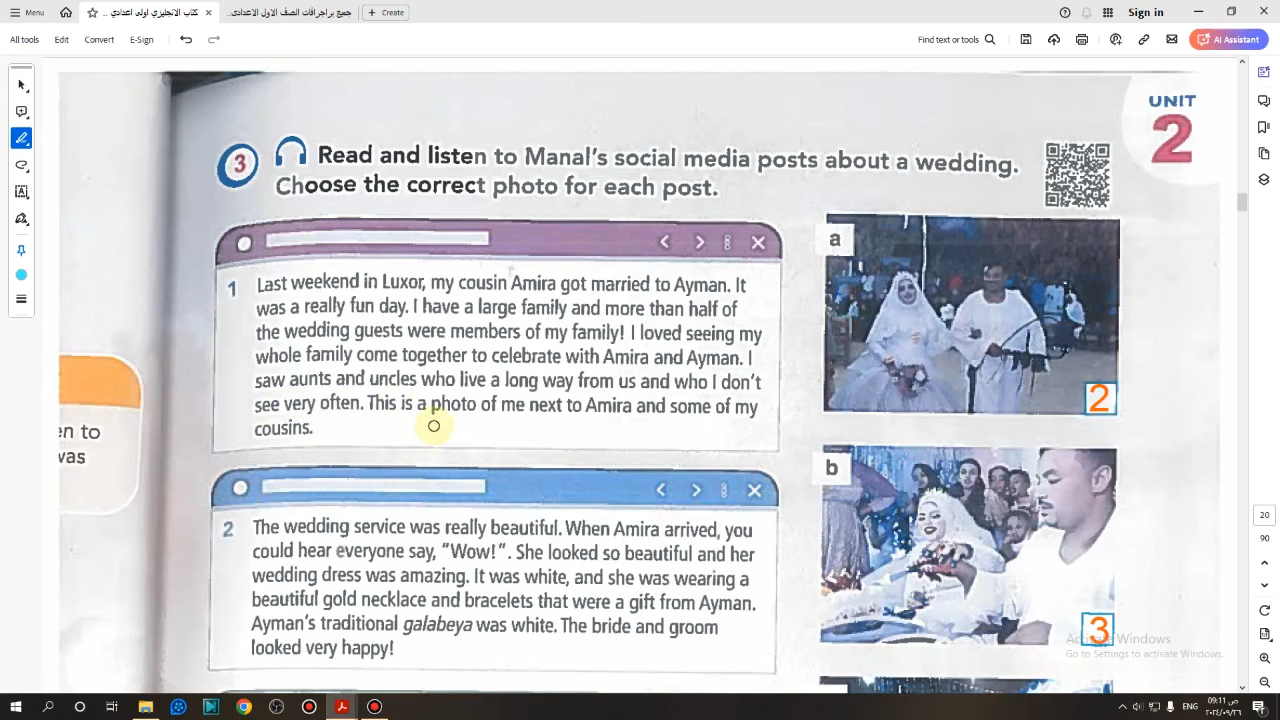 Menu
كتاب الانجليزي اولى اعدادي ..
جميع براجرافات الصف الاول الاعدادى..
Create
Sign in
All tools
Edit
Convert
E-Sign
Find text or tools
AI Assistant
UNIT
2
3 Read and listen to Manal's social media posts about a wedding.
Choose the correct photo for each post.
1 Last weekend in Luxor, my cousin Amira got married to Ayman. It
was a really fun day. I have a large family and more than half of
the wedding guests were members of my family! I loved seeing my
whole family come together to celebrate with Amira and Ayman. I
saw aunts and uncles who live a long way from us and who I don't
see very often. This is a photo of me next to Amira and some of my
cousins.
a
2
en to
was
2 The wedding service was really beautiful. When Amira arrived, you
could hear everyone say, "Wow!". She looked so beautiful and her
wedding dress was amazing. It was white, and she was wearing a
beautiful gold necklace and bracelets that were a gift from Ayman.
Ayman's traditional galabeya was white. The bride and groom
looked very happy!
b
3
20
90
Activate Windows
Go to Settings to activate Windows.
ENG
09:11 ص